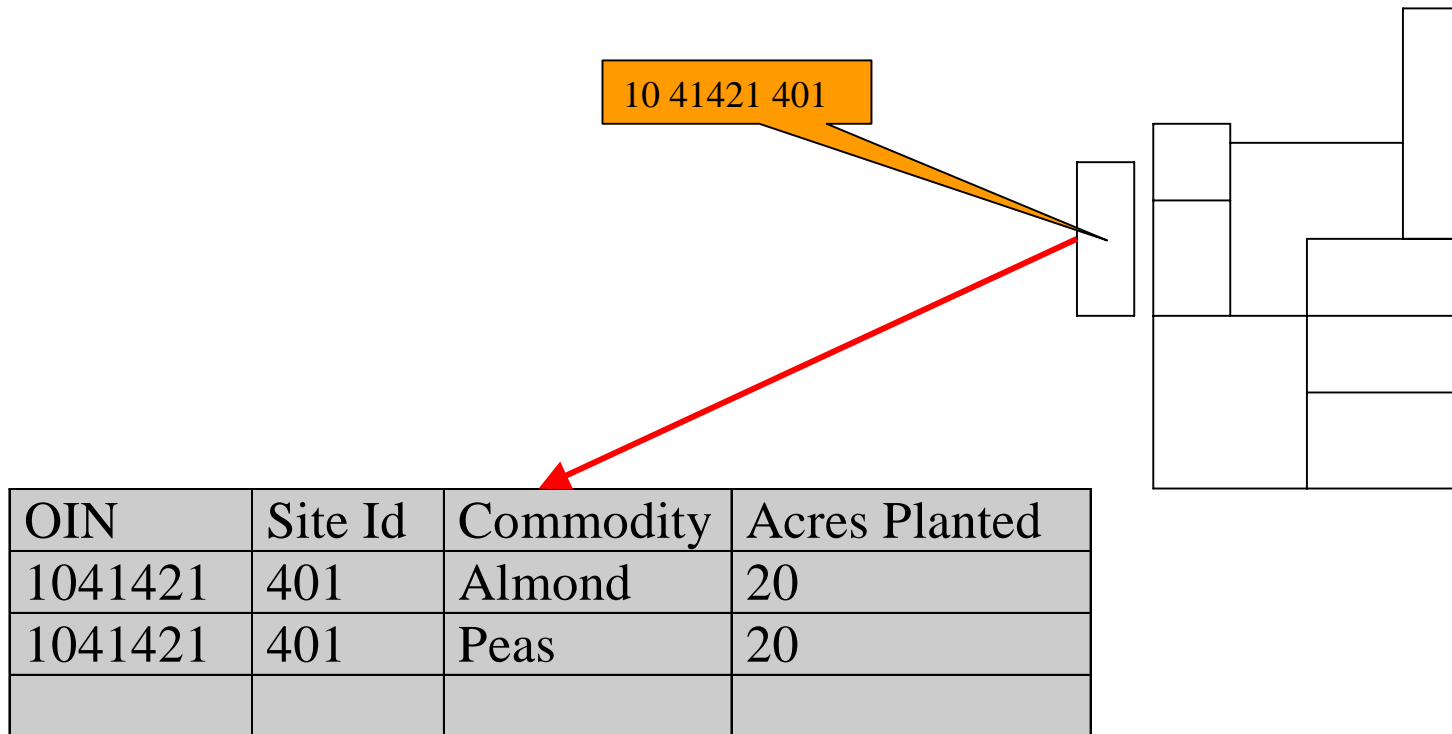 10 41421 401
OIN Site Id Commodity Acres Planted
1041421 401 Almond 20
1041421 401 Peas 20